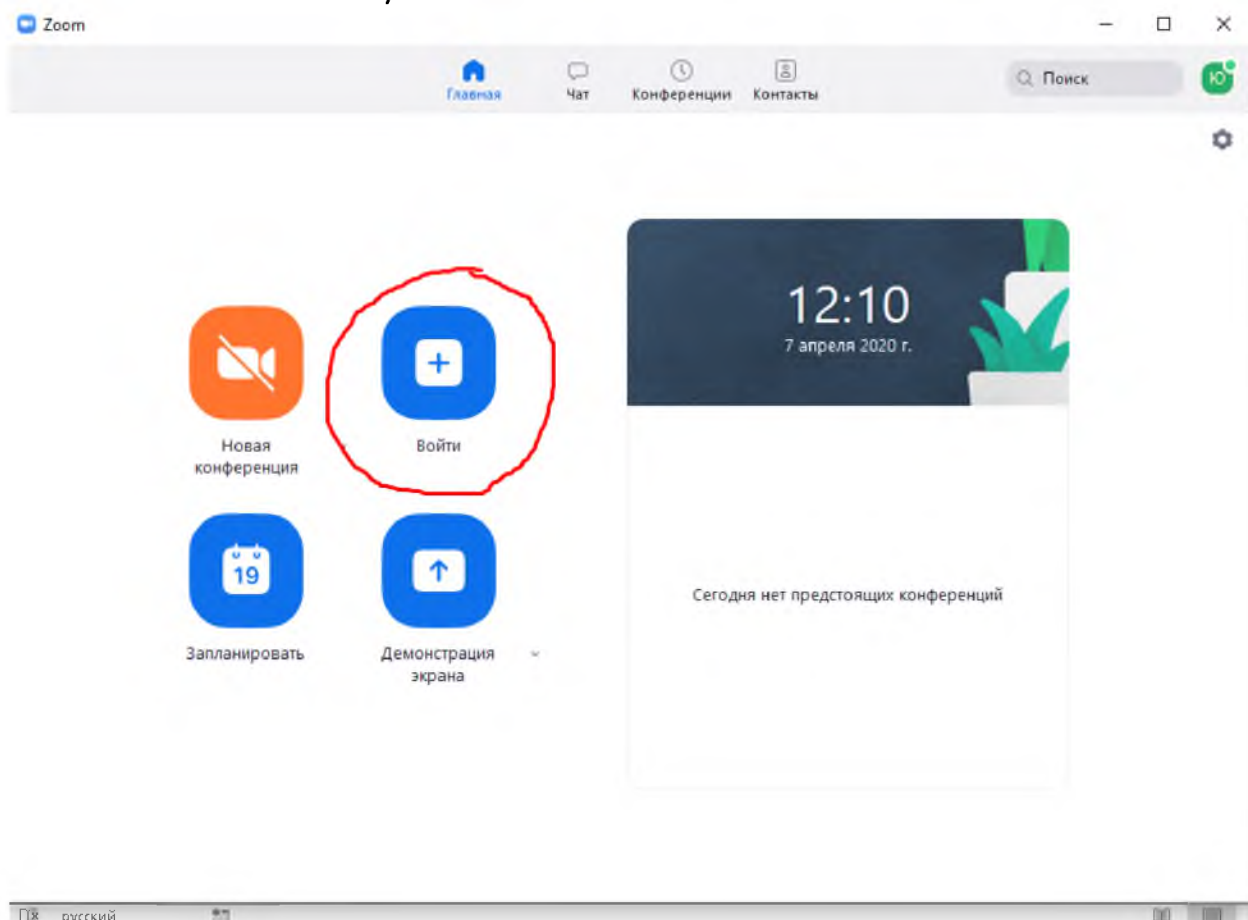 Zoom
Главная
Чат
Конференции
Контакты
Поиск
Ю
12:10
7 апреля 2020 г.
Новая
конференция
Войти
19
Запланировать
Демонстрация
экрана
Сегодня нет предстоящих конференций
русский